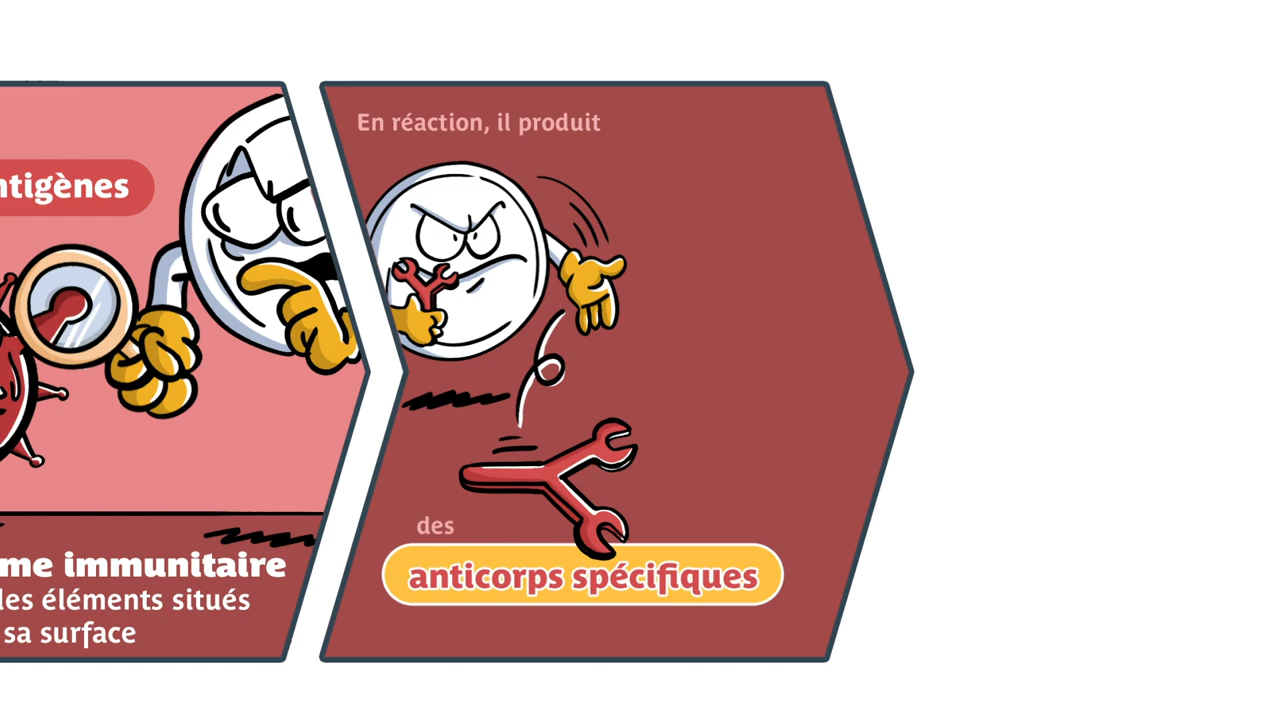 ntigènes
me immunitaire
des éléments situés
sa surface
En réaction, il produit
des
anticorps spécifiques